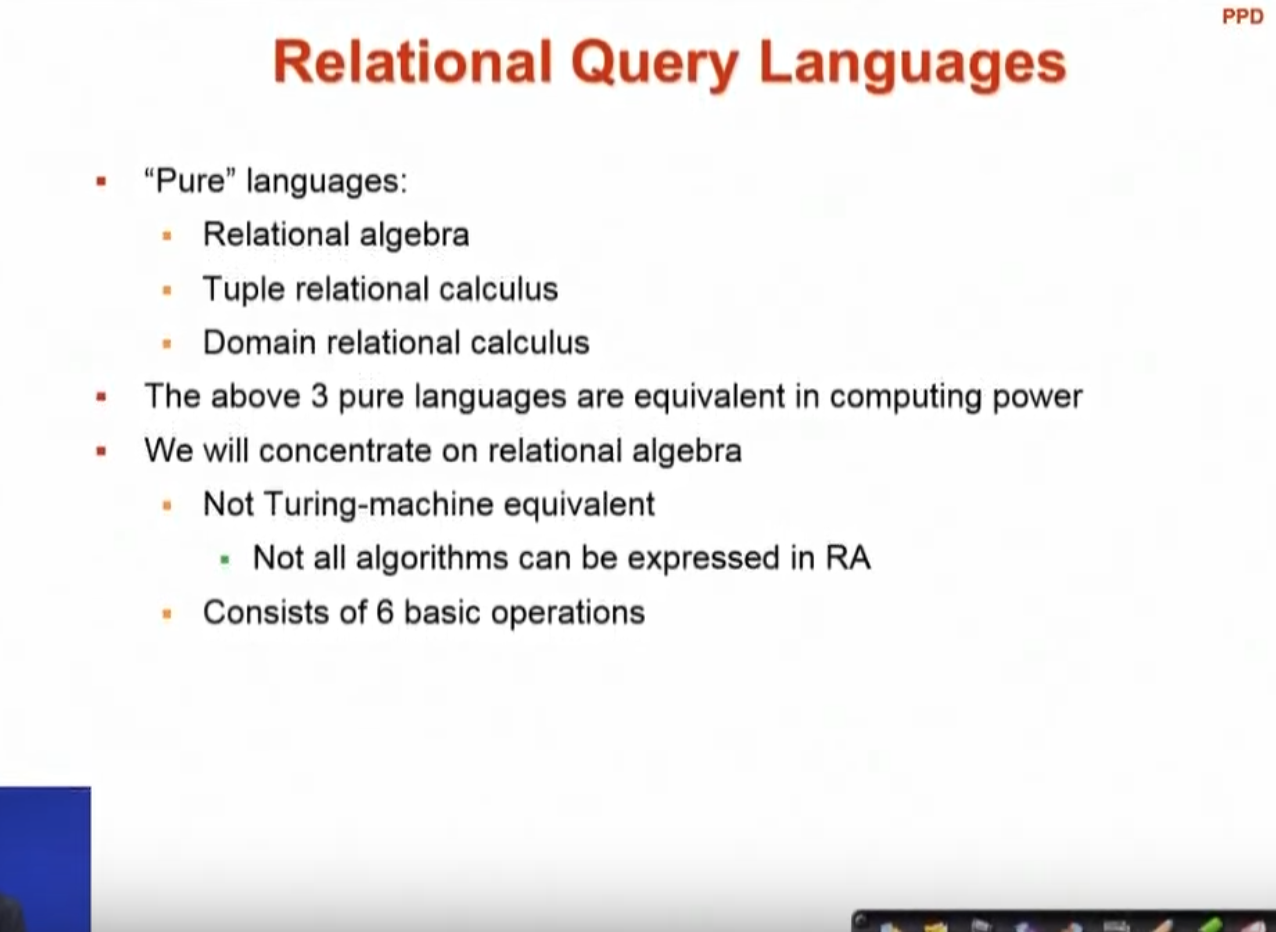 PPD
Relational Query Languages
“Pure” languages:
Relational algebra
Tuple relational calculus
Domain relational calculus
The above 3 pure languages are equivalent in computing power
We will concentrate on relational algebra
Not Turing-machine equivalent
Not all algorithms can be expressed in RA
Consists of 6 basic operations